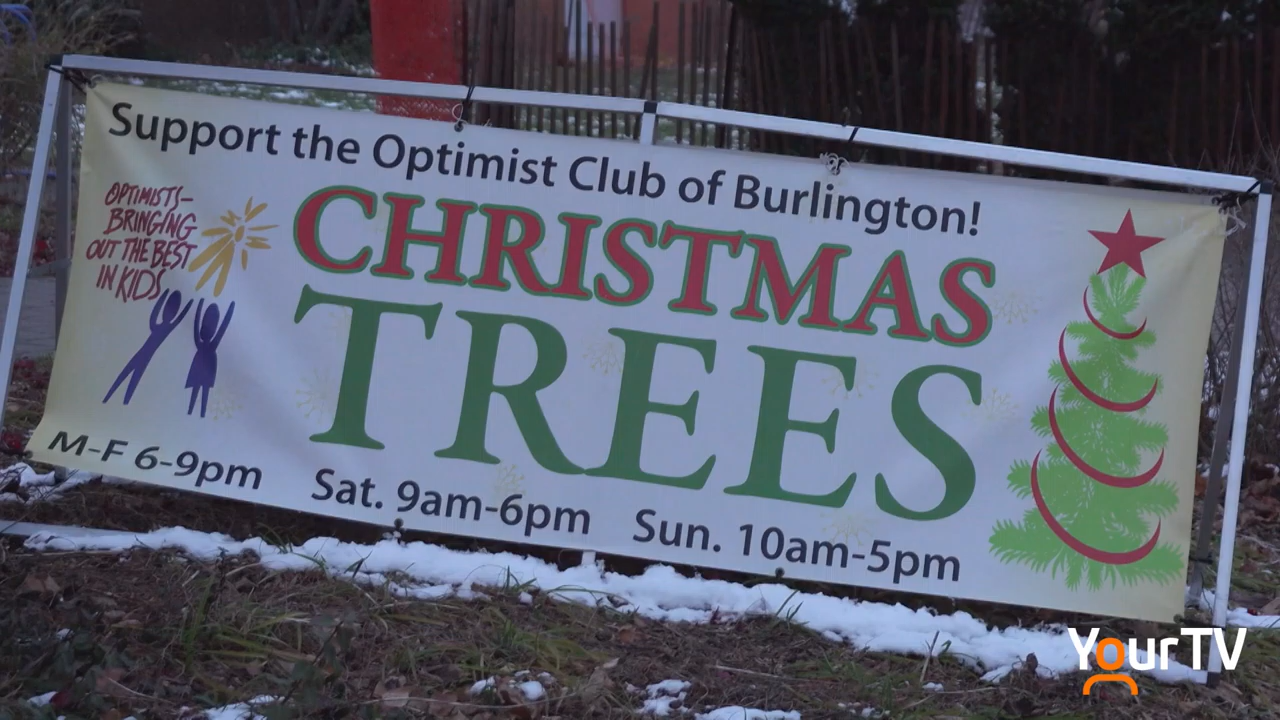 Support the Optimist Club of Burlington!
OPTIMISTS-
BRINGING
OUT THE BEST
IN KIDS
CHRISTMAS
TREES
M-F 6-9pm Sat. 9am-6pm Sun. 10am-5pm
YourTV